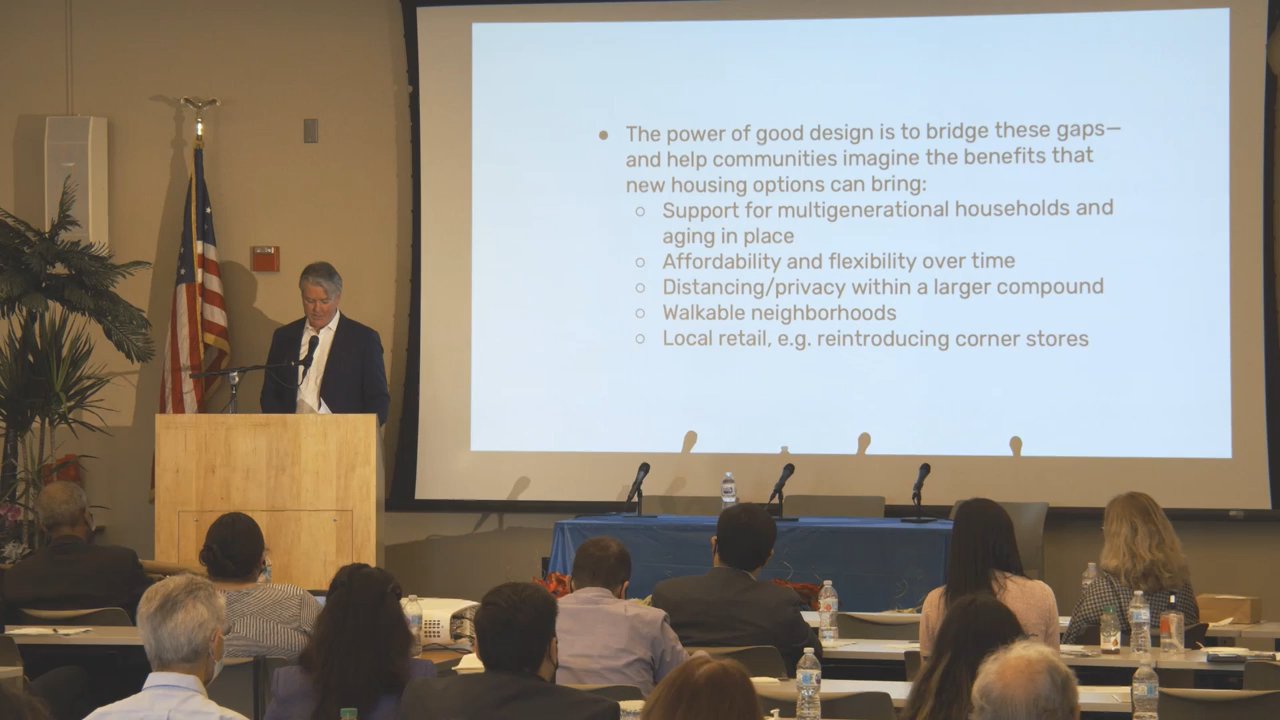 ● The power of good design is to bridge these gaps—
and help communities imagine the benefits that
new housing options can bring:
○ Support for multigenerational households and
aging in place
○ Affordability and flexibility over time
○ Distancing/privacy within a larger compound
○ Walkable neighborhoods
○ Local retail, e.g. reintroducing corner stores